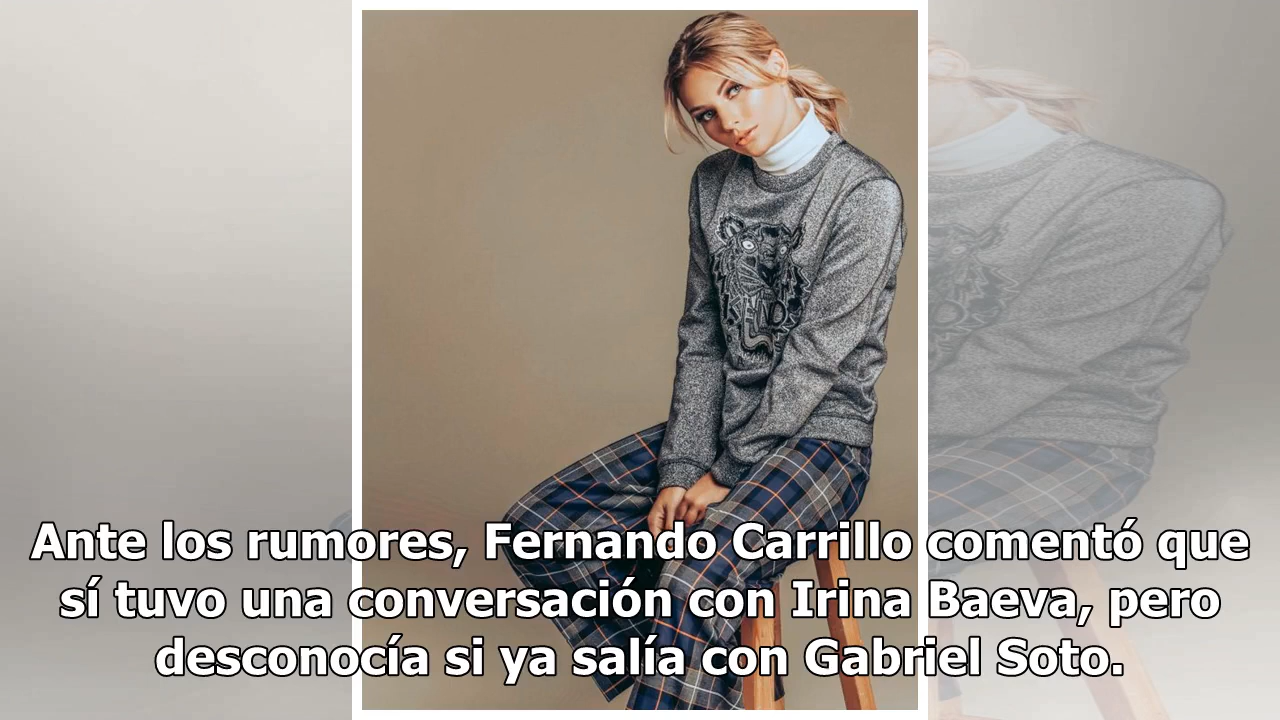 Ante los rumores, Fernando Carrillo comentó que
sí tuvo una conversación con Irina Baeva, pero
desconocía si ya salía con Gabriel Soto.